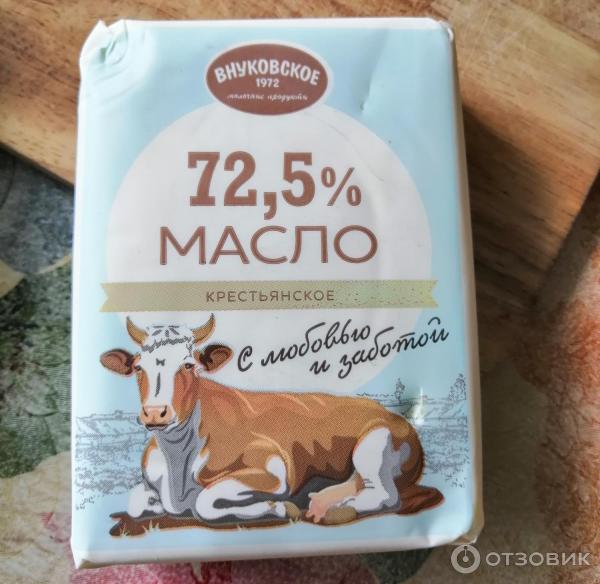 ВНУКОВСКОЕ
1972
молочные продукты
72,5%
МАСЛО
КРЕСТЬЯНСКОЕ
С любовью
и заботой
ОТЗОВИК